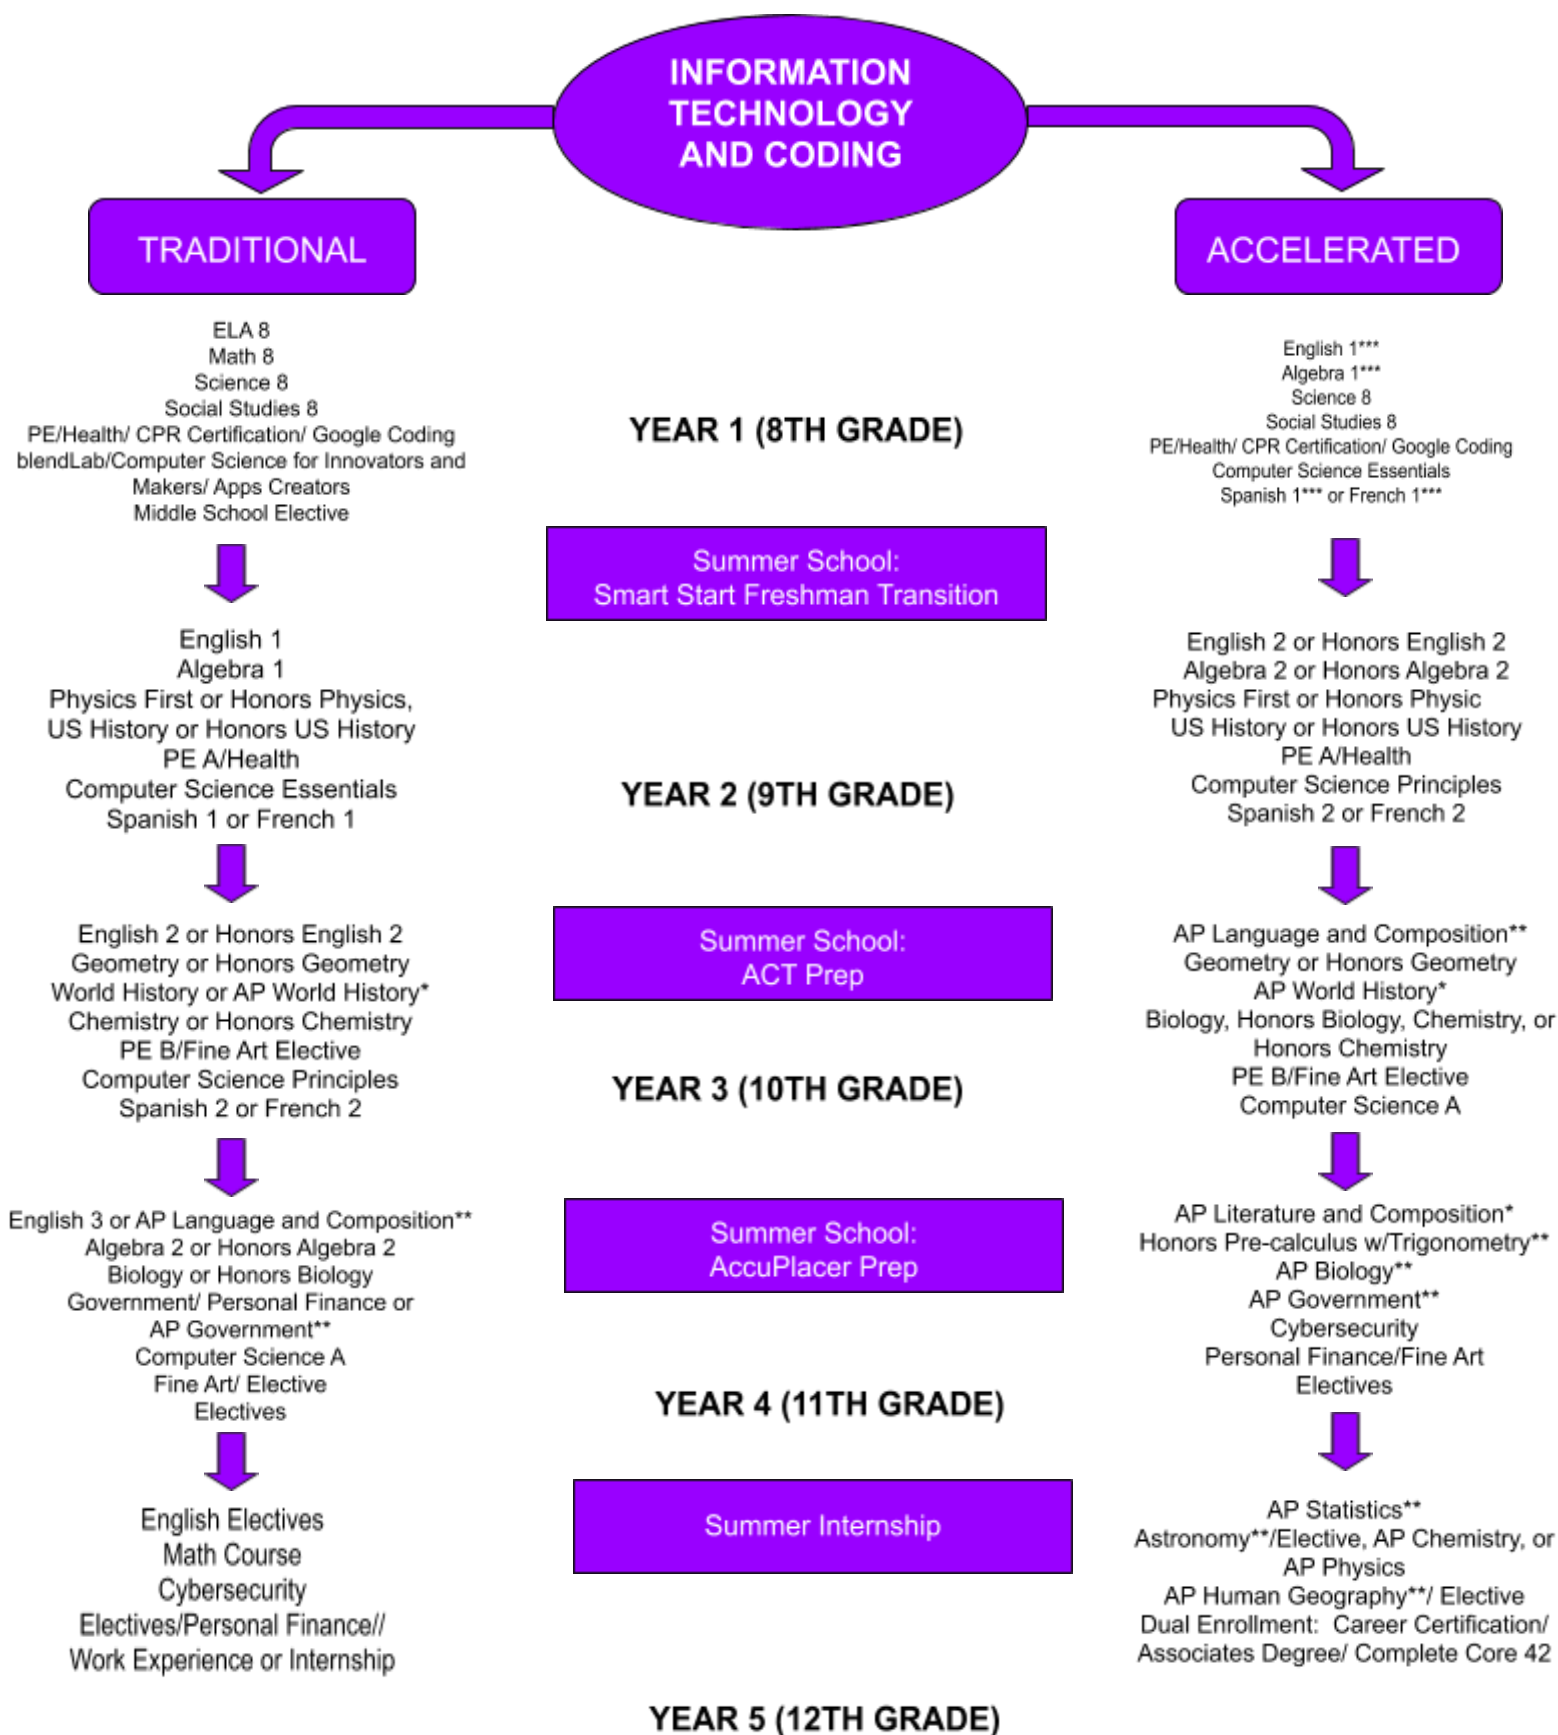 INFORMATION
TECHNOLOGY
AND CODING
TRADITIONAL
ACCELERATED
ELA 8
Math 8
Science 8
Social Studies 8
PE/Health/ CPR Certification/ Google Coding
blendLab/Computer Science for Innovators and
Makers/ Apps Creators
Middle School Elective
YEAR 1 (8TH GRADE)
English 1***
Algebra 1***
Science 8
Social Studies 8
PE/Health/ CPR Certification/ Google Coding
Computer Science Essentials
Spanish 1*** or French 1***
Summer School:
Smart Start Freshman Transition
English 1
Algebra 1
Physics First or Honors Physics,
US History or Honors US History
PE A/Health
Computer Science Essentials
Spanish 1 or French 1
YEAR 2 (9TH GRADE)
English 2 or Honors English 2
Algebra 2 or Honors Algebra 2
Physics First or Honors Physic
US History or Honors US History
PE A/Health
Computer Science Principles
Spanish 2 or French 2
Summer School:
ACT Prep
English 2 or Honors English 2
Geometry or Honors Geometry
World History or AP World History*
Chemistry or Honors Chemistry
PE B/Fine Art Elective
Computer Science Principles
Spanish 2 or French 2
YEAR 3 (10TH GRADE)
AP Language and Composition**
Geometry or Honors Geometry
AP World History*
Biology, Honors Biology, Chemistry, or
Honors Chemistry
PE B/Fine Art Elective
Computer Science A
Summer School:
AccuPlacer Prep
English 3 or AP Language and Composition**
Algebra 2 or Honors Algebra 2
Biology or Honors Biology
Government/ Personal Finance or
AP Government**
Computer Science A
Fine Art/ Elective
Electives
YEAR 4 (11TH GRADE)
AP Literature and Composition*
Honors Pre-calculus w/Trigonometry**
AP Biology**
AP Government**
Cybersecurity
Personal Finance/Fine Art
Electives
Summer Internship
English Electives
Math Course
Cybersecurity
Electives/Personal Finance//
Work Experience or Internship
AP Statistics**
Astronomy**/Elective, AP Chemistry, or
AP Physics
AP Human Geography**/ Elective
Dual Enrollment: Career Certification/
Associates Degree/ Complete Core 42
YEAR 5 (12TH GRADE)